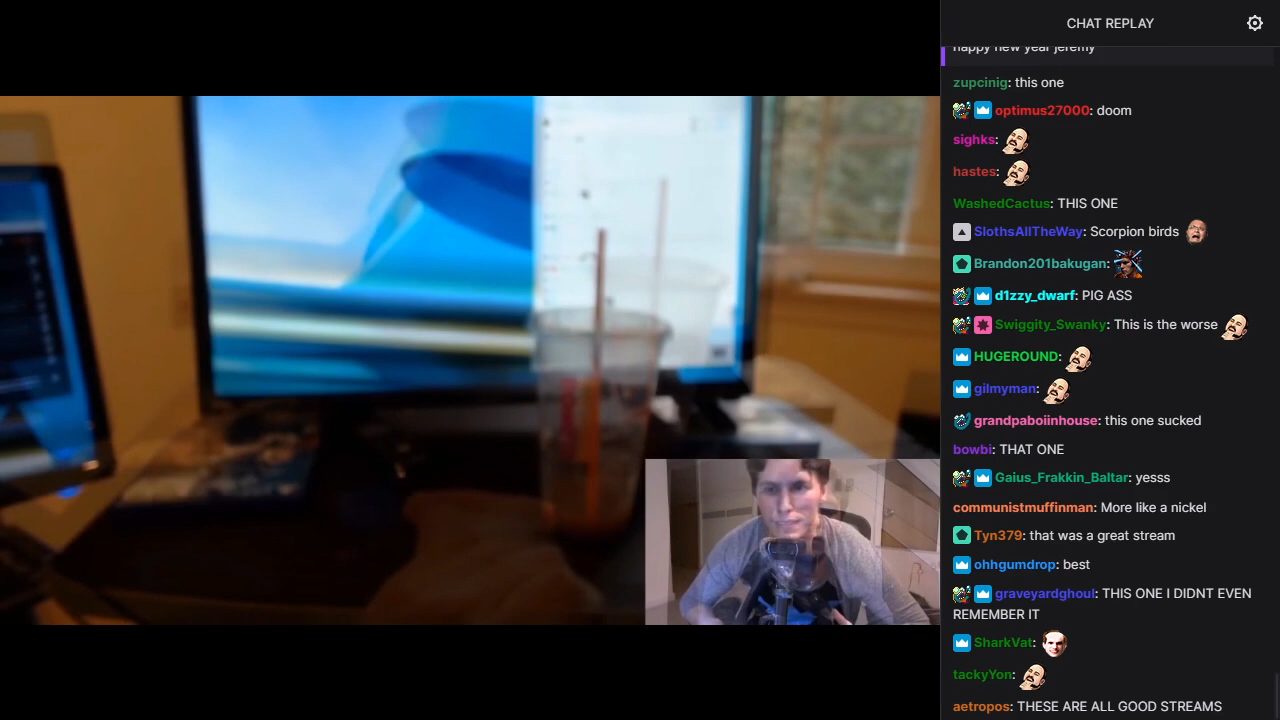 CHAT REPLAY
happy new year jeremy
zupcinig: this one
optimus27000: doom
sighks:
hastes:
WashedCactus: THIS ONE
SlothsAllTheWay: Scorpion birds
Brandon201bakugan:
d1zzy_dwarf: PIG ASS
Swiggity_Swanky: This is the worse
HUGEROUND:
gilmyman:
grandpaboiinhouse: this one sucked
bowbi: THAT ONE
Gaius_Frakkin_Baltar: yesss
communistmuffinman: More like a nickel
Tyn379: that was a great stream
ohhgumdrop: best
graveyardghoul: THIS ONE I DIDNT EVEN
REMEMBER IT
SharkVat:
tackyYon:
aetropos: THESE ARE ALL GOOD STREAMS